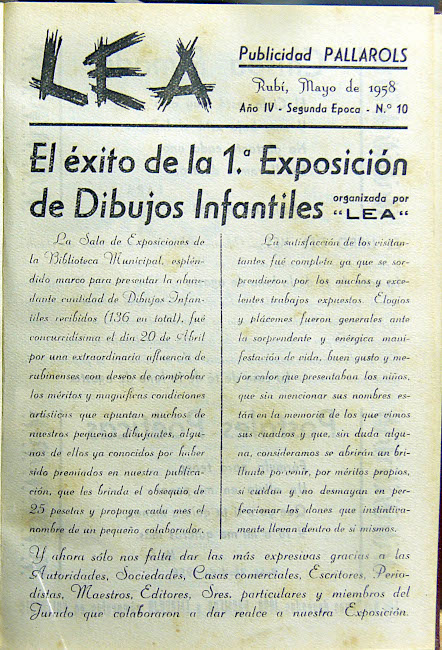 LEA
Publicidad PALLAROLS
Rubí, Mayo de 1958
Año IV - Segunda Epoca - N.º 10
El éxito de la 1.ª Exposición
de Dibujos Infantiles organizada por
"LEA"
La Sala de Exposiciones de
la Biblioteca Municipal, esplén-
dido marco para presentar la abun-
dante cantidad de Dibujos Infan-
tiles recibidos (136 en total), fué
concurridísima el día 20 de Abril
por una extraordinaria afluencia de
rubinenses con deseos de comprobar
los méritos y magníficas condiciones
artísticas que apuntan muchos de
nuestros pequeños dibujantes, algu-
nos de ellos ya conocidos por haber
sido premiados en nuestra publica-
ción, que les brinda el obsequio de
25 pesetas y propaga cada mes el
nombre de un pequeño colaborador.
La satisfacción de los visitan-
tantes fué completa ya que se sor-
prendieron por los muchos y exce-
lentes trabajos expuestos. Elogios
y plácemes fueron generales ante
la sorprendente y enérgica mani-
festación de vida, buen gusto y me-
jor color que presentaban los niños,
que sin mencionar sus nombres es-
tán en la memoria de los que vimos
sus cuadros y que, sin duda algu-
na, consideramos se abrirán un bri-
llante porvenir, por méritos propios,
si cuidan y no desmayan en per-
feccionar los dones que instintiva-
mente llevan dentro de sí mismos.
Y ahora sólo nos falta dar las más expresivas gracias a las
Autoridades, Sociedades, Casas comerciales, Escritores, Perio-
distas, Maestros, Editores, Sres. particulares y miembros del
Jurado que colaboraron a dar realce a nuestra Exposición.